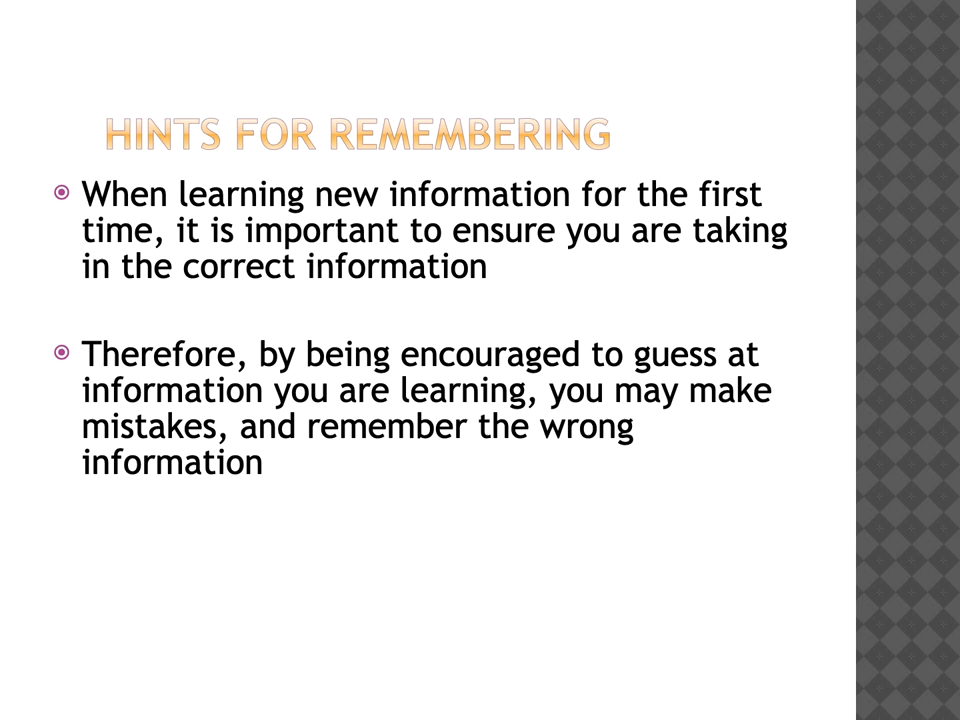 HINTS FOR REMEMBERING
When learning new information for the first
time, it is important to ensure you are taking
in the correct information
Therefore, by being encouraged to guess at
information you are learning, you may make
mistakes, and remember the wrong
information